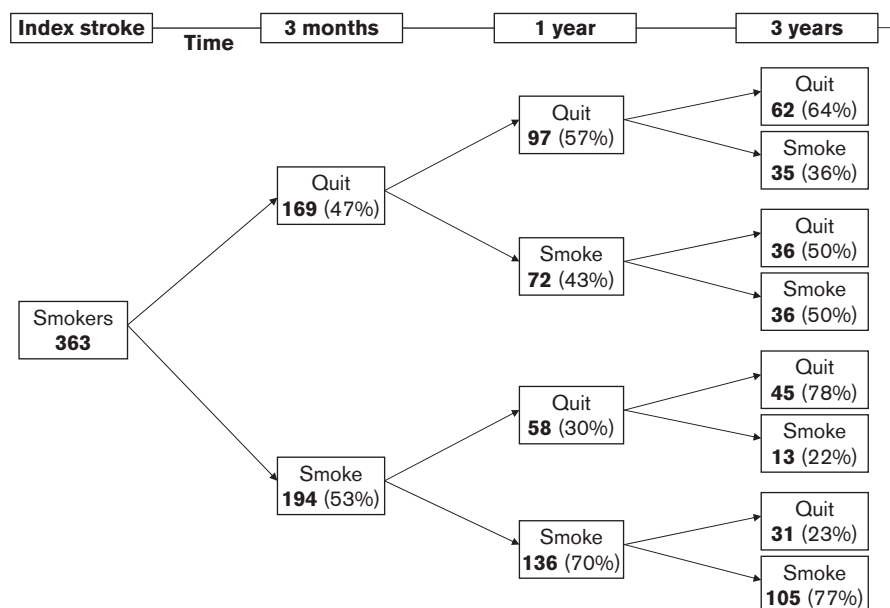 Index stroke
Time
3 months
1 year
3 years
Smokers
363
Quit
169 (47%)
Smoke
194 (53%)
Quit
97 (57%)
Smoke
72 (43%)
Quit
58 (30%)
Smoke
136 (70%)
Quit
62 (64%)
Smoke
35 (36%)
Quit
36 (50%)
Smoke
36 (50%)
Quit
45 (78%)
Smoke
13 (22%)
Quit
31 (23%)
Smoke
105 (77%)